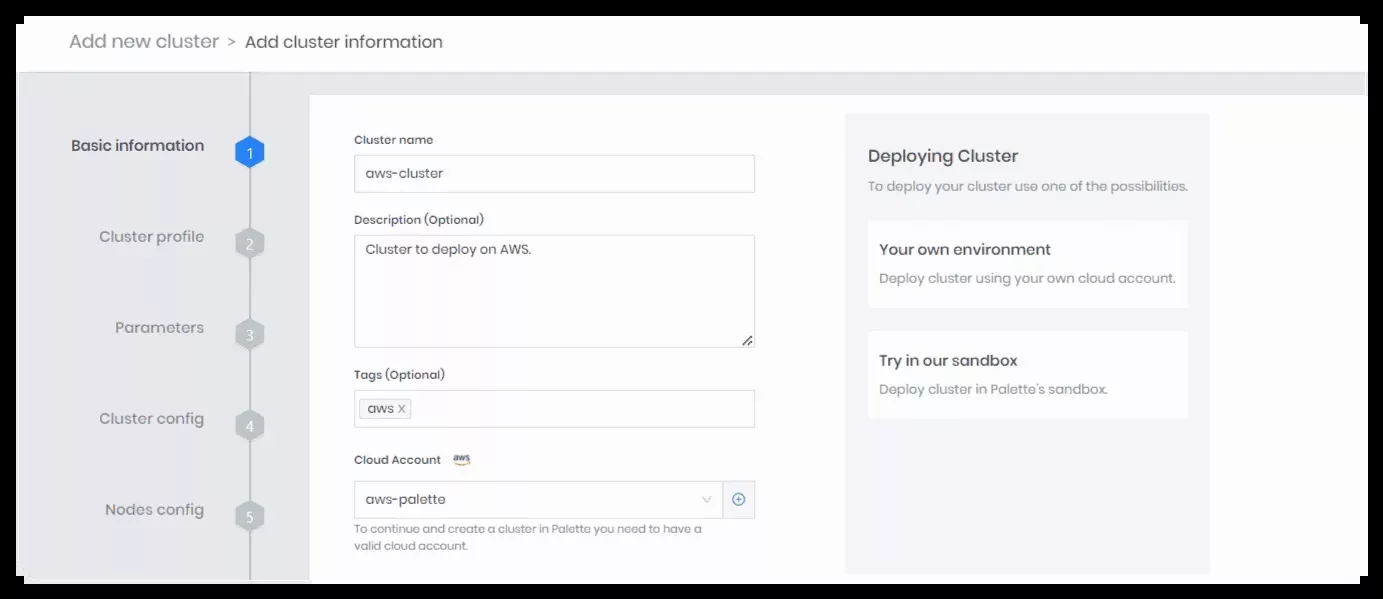 Add new cluster > Add cluster information
Basic information
1
Cluster profile
2
Parameters
3
Cluster config
4
Nodes config
5
Cluster name
aws-cluster
Description (Optional)
Cluster to deploy on AWS.
Tags (Optional)
aws X
Cloud Account aws
aws-palette
To continue and create a cluster in Palette you need to have a
valid cloud account.
Deploying Cluster
To deploy your cluster use one of the possibilities.
Your own environment
Deploy cluster using your own cloud account.
Try in our sandbox
Deploy cluster in Palette's sandbox.